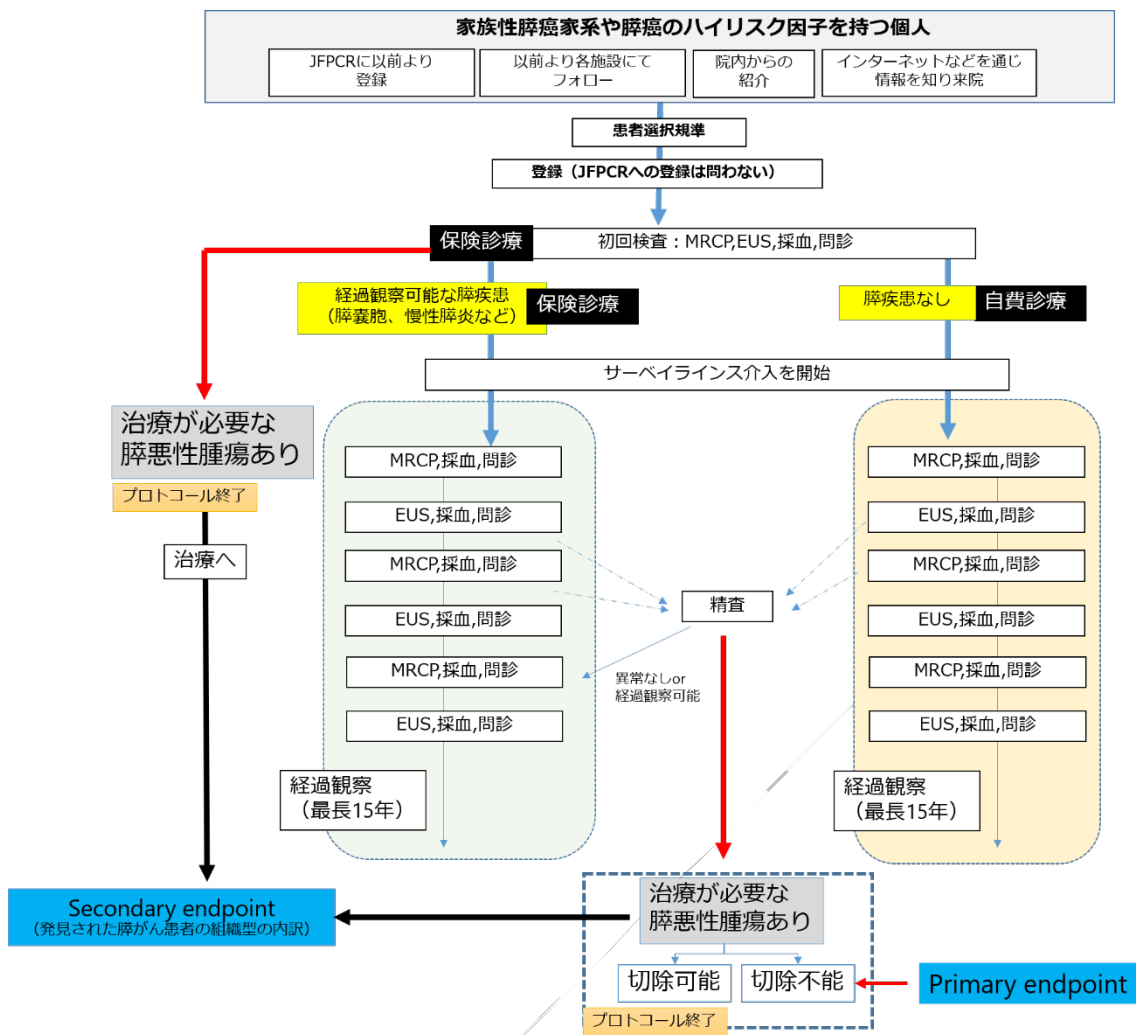 家族性膵癌家系や膵癌のハイリスク因子を持つ個人
JFPCRに以前より
登録
以前より各施設にて
フォロー
院内からの
紹介
インターネットなどを通じ
情報を知り来院
患者選択規準
登録（JFPCRへの登録は問わない）
保険診療
初回検査：MRCP,EUS,採血,問診
経過観察可能な膵疾患
（膵嚢胞、慢性膵炎など）
保険診療
膵疾患なし
自費診療
サーベイラインス介入を開始
治療が必要な
膵悪性腫瘍あり
プロトコール終了
治療へ
MRCP,採血,問診
EUS,採血,問診
MRCP,採血,問診
EUS,採血,問診
MRCP,採血,問診
EUS,採血,問診
経過観察
（最長15年）
精査
異常なしor
経過観察可能
MRCP,採血,問診
EUS,採血,問診
MRCP,採血,問診
EUS,採血,問診
MRCP,採血,問診
EUS,採血,問診
経過観察
（最長15年）
Secondary endpoint
（発見された膵がん患者の組織型の内訳）
治療が必要な
膵悪性腫瘍あり
切除可能
切除不能
プロトコール終了
Primary endpoint